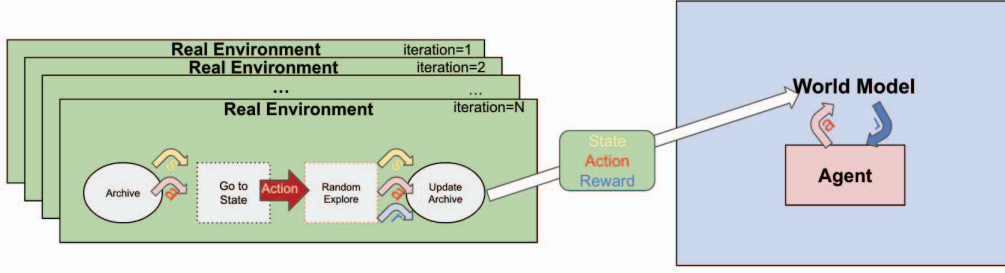 Real Environment iteration=1
Real Environment iteration=2
... ...
Real Environment iteration=N
Archive
s
a
Go to
State
Action
Random
Explore
s
a
r
Update
Archive
State
Action
Reward
World Model
a
r
Agent